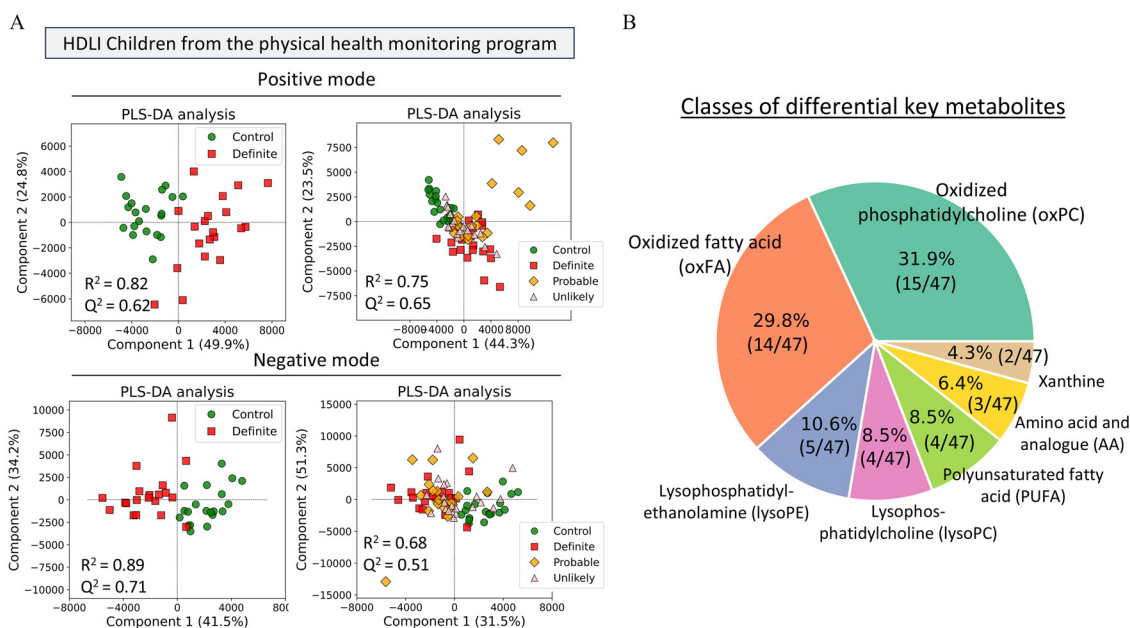 A
HDLI Children from the physical health monitoring program
Positive mode
PLS-DA analysis
Control
Definite
Component 2 (24.8%)
6000
4000
2000
0
−2000
−4000
−6000
R² = 0.82
Q² = 0.62
−8000
−4000
0
4000
8000
Component 1 (49.9%)
PLS-DA analysis
Component 2 (23.5%)
7500
5000
2500
0
−2500
−5000
−7500
Control
Definite
Probable
Unlikely
R² = 0.75
Q² = 0.65
−8000
−4000
0
4000
8000
Component 1 (44.3%)
Negative mode
PLS-DA analysis
Control
Definite
Component 2 (34.2%)
10000
7500
5000
2500
0
−2500
−5000
−7500
−10000
R² = 0.89
Q² = 0.71
−8000
−4000
0
4000
8000
Component 1 (41.5%)
PLS-DA analysis
Component 2 (51.3%)
15000
10000
5000
0
−5000
−10000
−15000
Control
Definite
Probable
Unlikely
R² = 0.68
Q² = 0.51
−8000
−4000
0
4000
8000
Component 1 (31.5%)
B
Classes of differential key metabolites
Oxidized
phosphatidylcholine (oxPC)
31.9%
(15/47)
Oxidized fatty acid
(oxFA)
29.8%
(14/47)
4.3% (2/47)
Xanthine
6.4%
(3/47)
Amino acid and
analogue (AA)
8.5%
(4/47)
Polyunsaturated fatty
acid (PUFA)
8.5%
(4/47)
Lysophos-
phatidylcholine (lysoPC)
10.6%
(5/47)
Lysophosphatidyl-
ethanolamine (lysoPE)